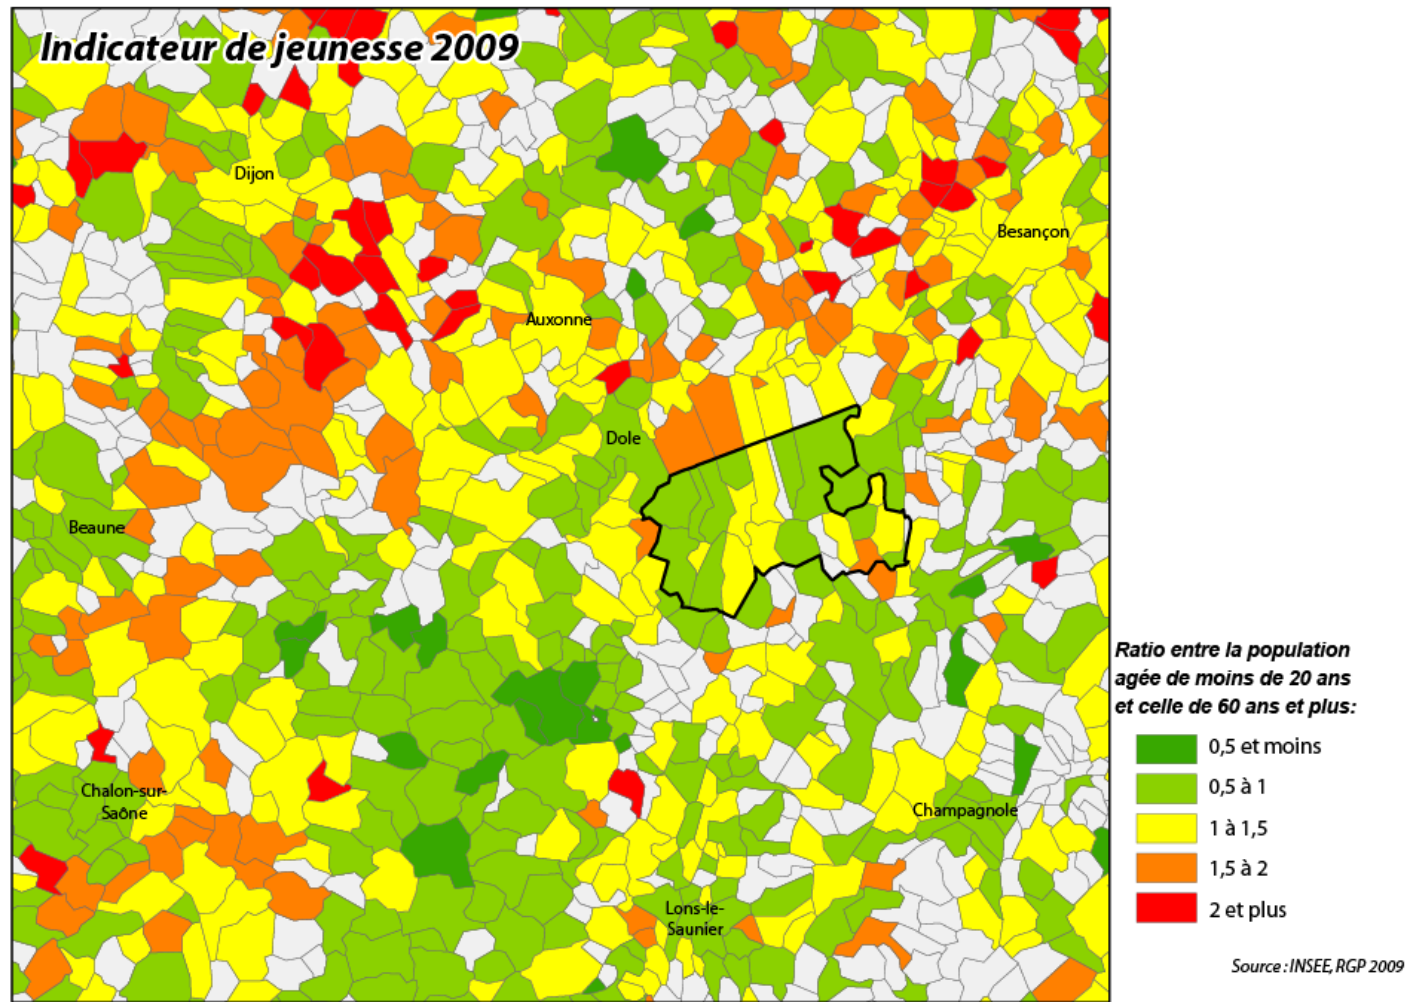 Indicateur de jeunesse 2009
Dijon
Besançon
Auxonne
Dole
Beaune
Chalon-sur-
Saône
Champagnole
Lons-le-
Saunier
Ratio entre la population
agée de moins de 20 ans
et celle de 60 ans et plus:
0,5 et moins
0,5 à 1
1 à 1,5
1,5 à 2
2 et plus
Source : INSEE, RGP 2009